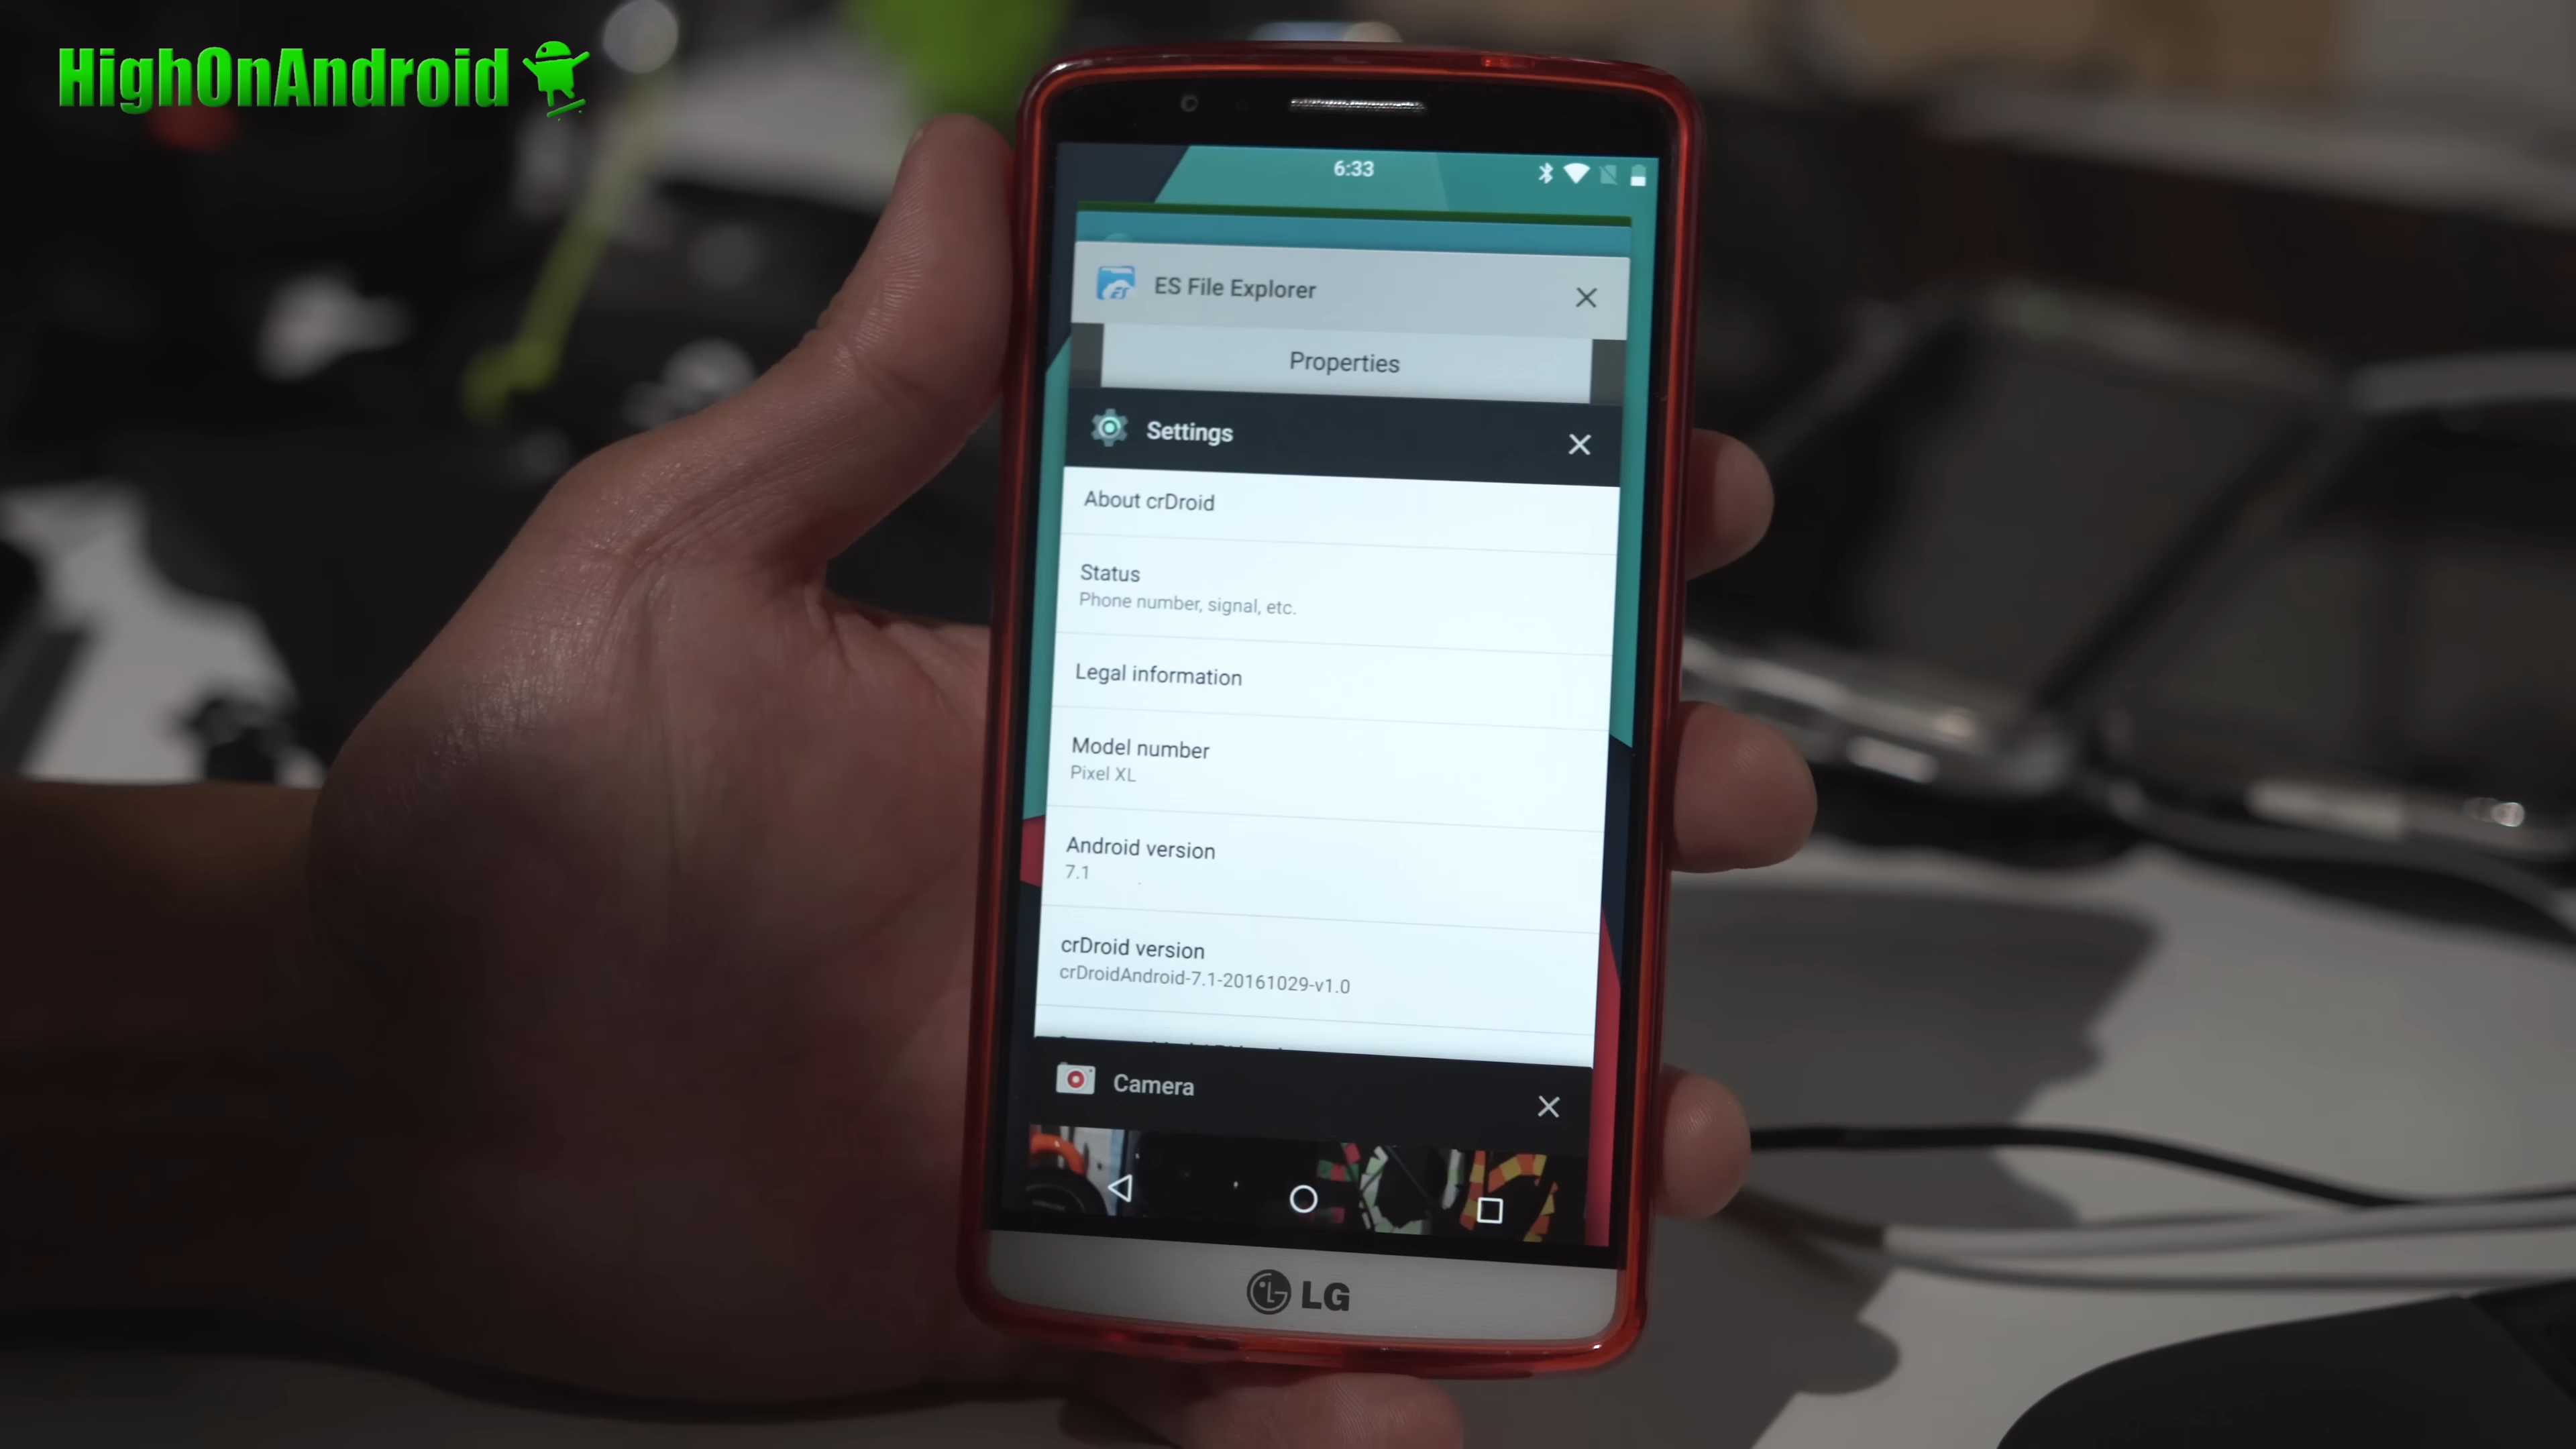 HighOnAndroid
6:33
ES File Explorer
Properties
Settings
About crDroid
Status
Phone number, signal, etc.
Legal information
Model number
Pixel XL
Android version
7.1
crDroid version
crDroidAndroid-7.1-20161029-v1.0
Camera
LG